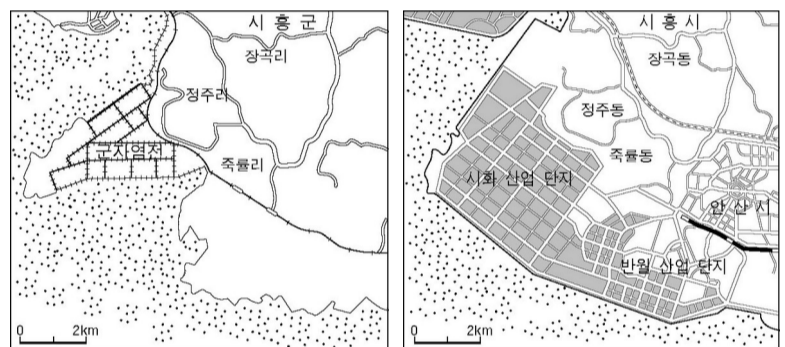 시흥군
장곡리
정주리
군자염전
죽률리
0 2km
시흥시
장곡동
정주동
죽률동
시화 산업 단지
안산시
반월 산업 단지
0 2km